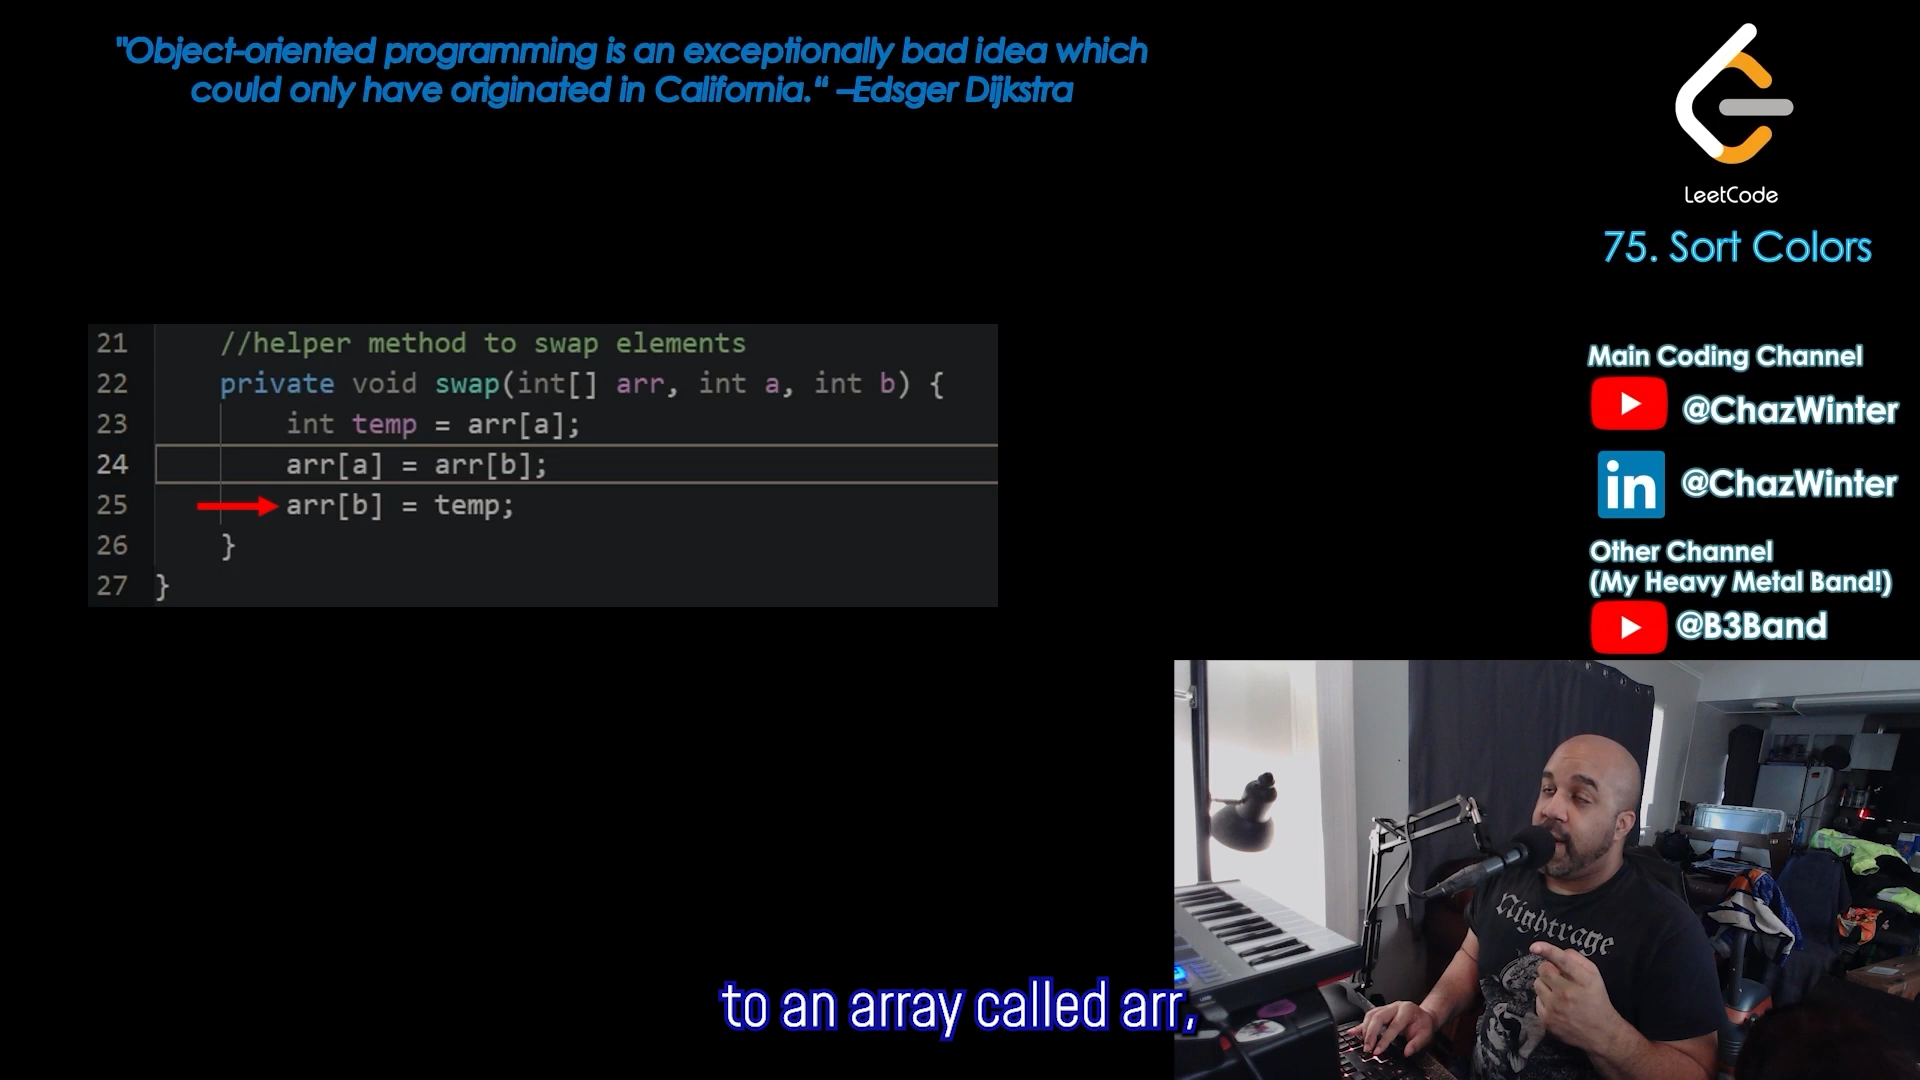 "Object-oriented programming is an exceptionally bad idea which
could only have originated in California.“ –Edsger Dijkstra
LeetCode
75. Sort Colors
21 //helper method to swap elements
22 private void swap(int[] arr, int a, int b) {
23 int temp = arr[a];
24 arr[a] = arr[b];
25 arr[b] = temp;
26 }
27 }
Main Coding Channel
@ChazWinter
in @ChazWinter
Other Channel
(My Heavy Metal Band!)
@B3Band
Nightrage
to an array called arr,